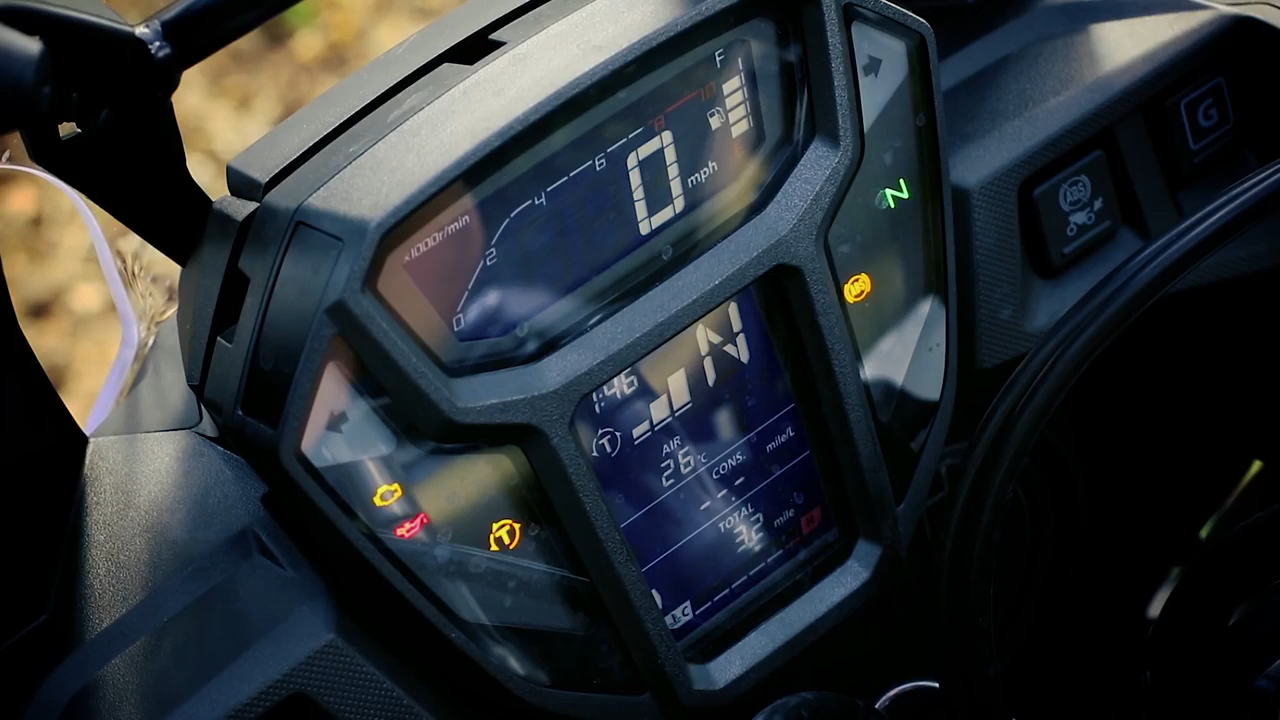 F
10
8
6
4
2
0
x1000r/min
0
mph
N
ABS
ABS
G
1:46
N
T
AIR
26 °C
CONS.
mile/L
---
TOTAL
32
mile
H
C
T